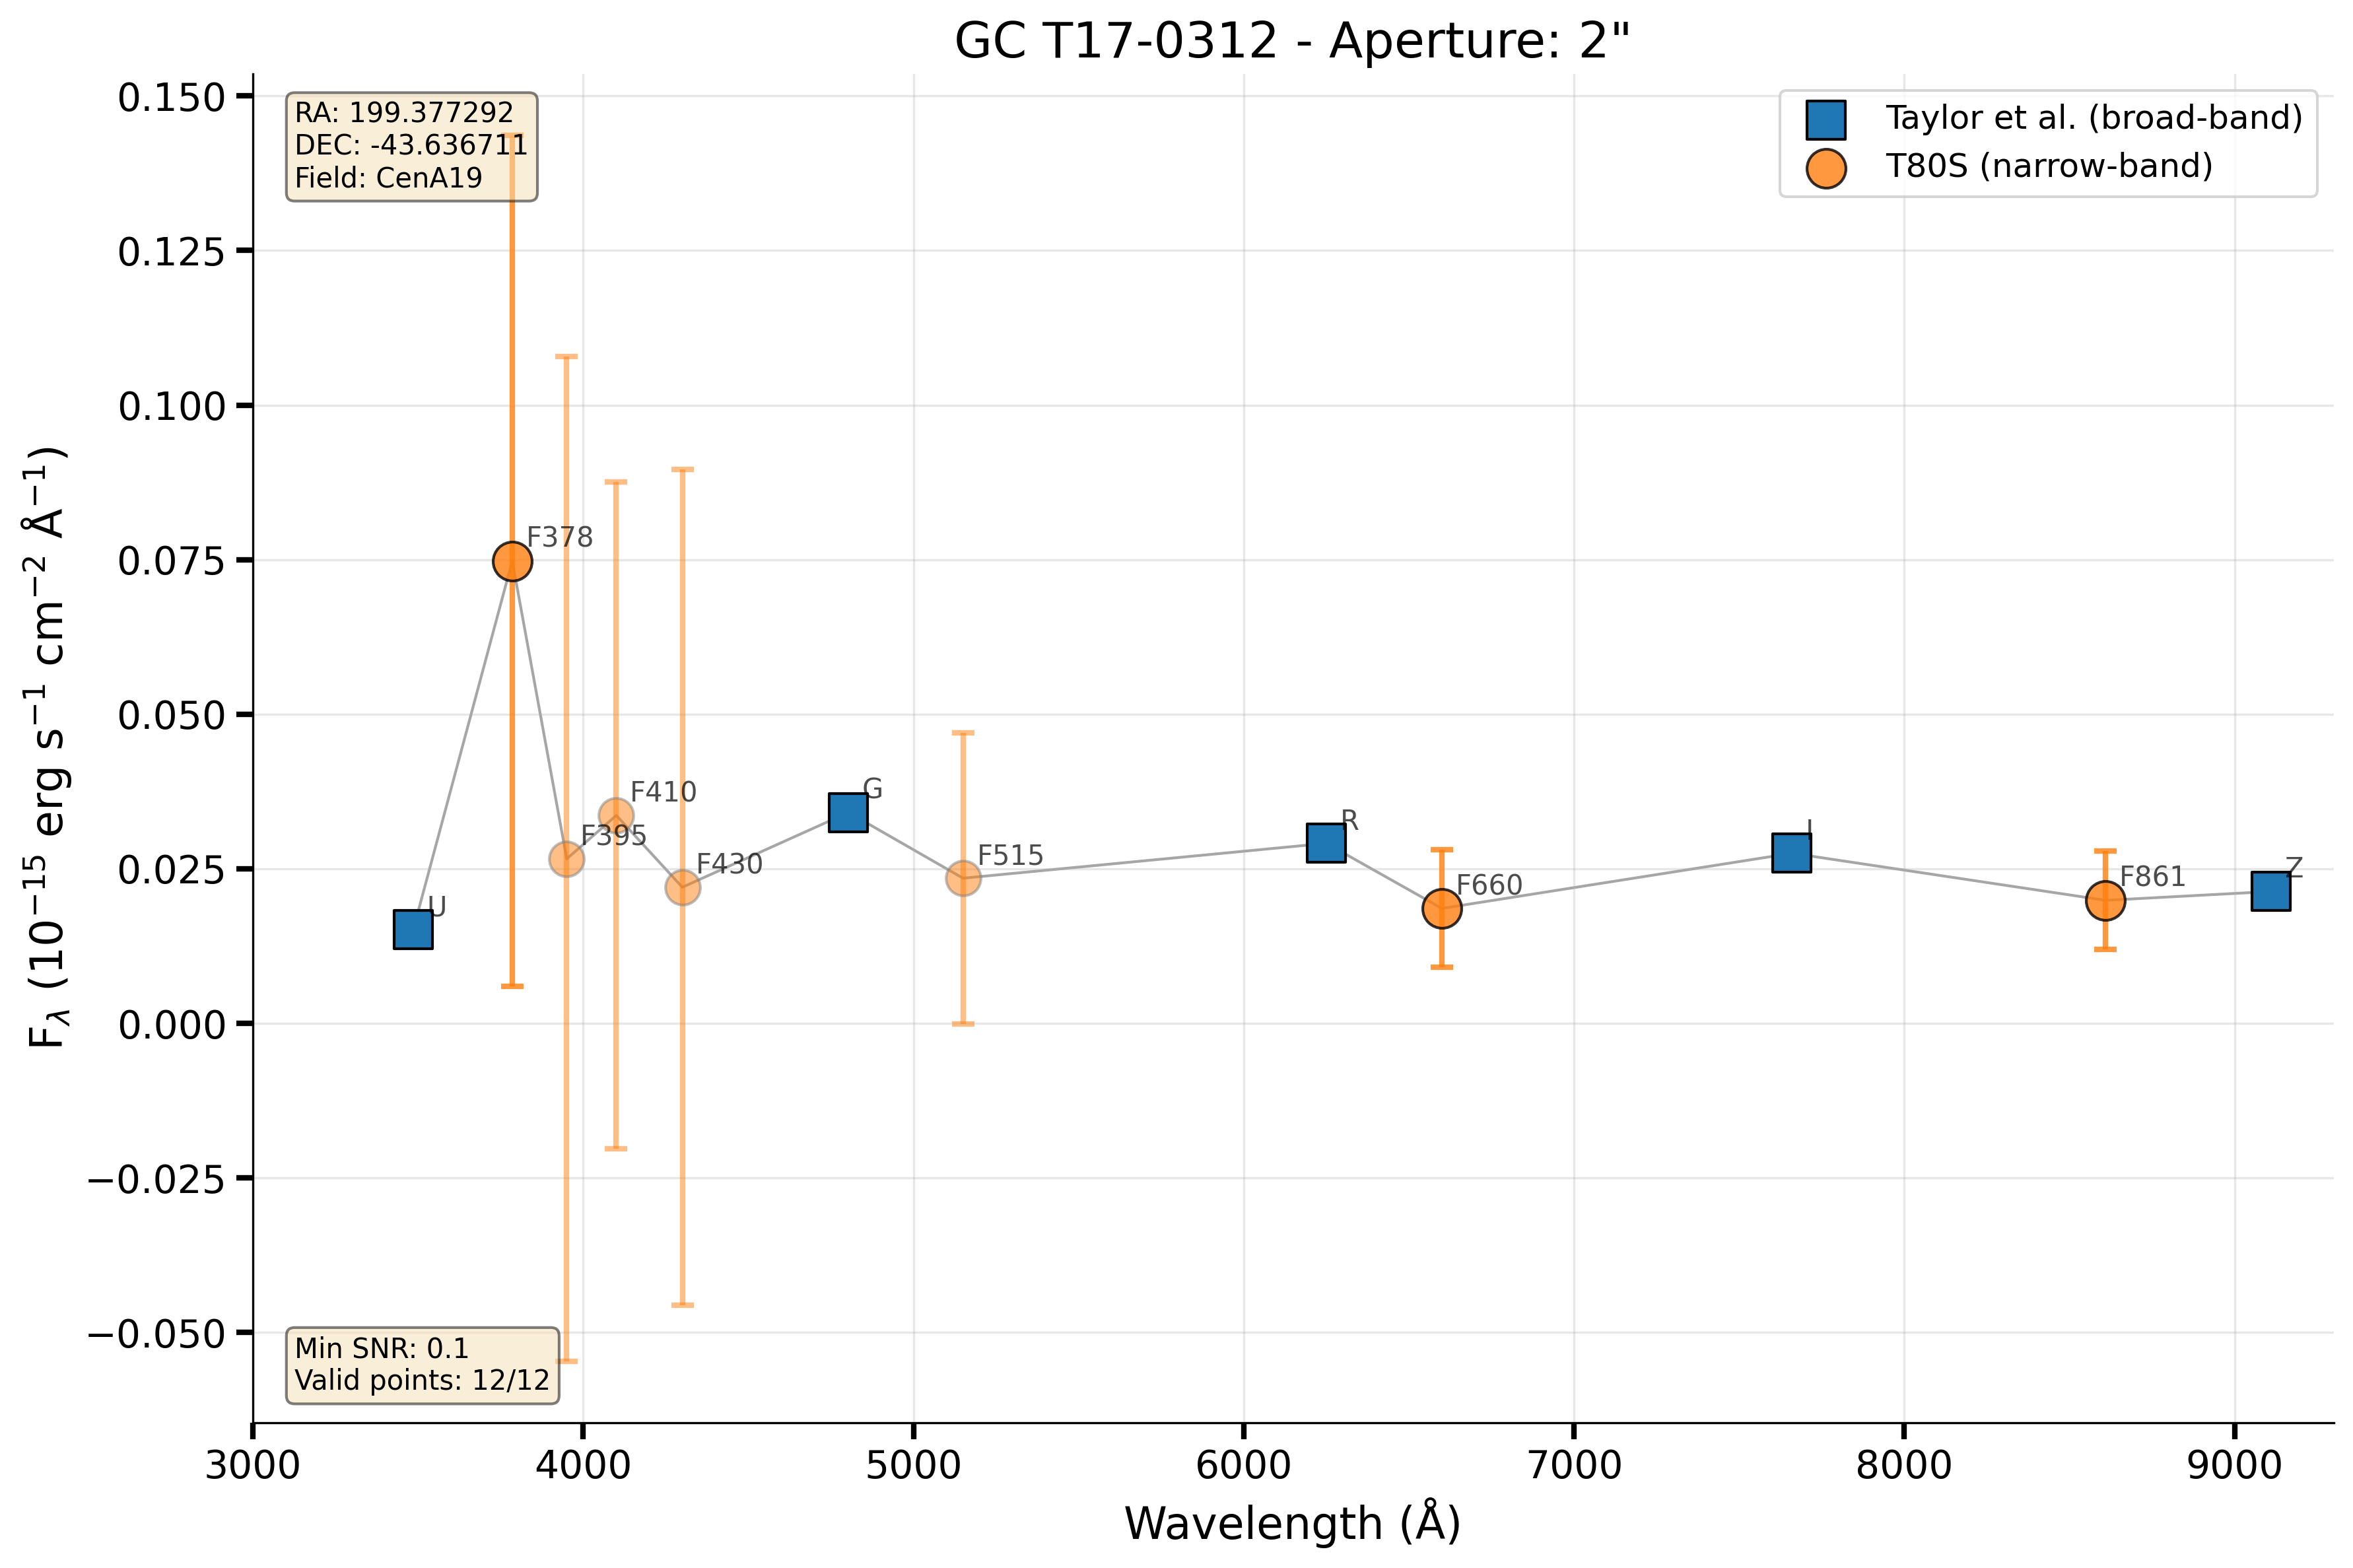 GC T17-0312 - Aperture: 2"
RA: 199.377292
DEC: -43.636711
Field: CenA19
Taylor et al. (broad-band)
T80S (narrow-band)
F_λ (10⁻¹⁵ erg s⁻¹ cm⁻² Å⁻¹)
0.150
0.125
0.100
0.075
0.050
0.025
0.000
−0.025
−0.050
U
F378
F395
F410
F430
G
F515
R
F660
I
F861
Z
Min SNR: 0.1
Valid points: 12/12
3000
4000
5000
6000
7000
8000
9000
Wavelength (Å)